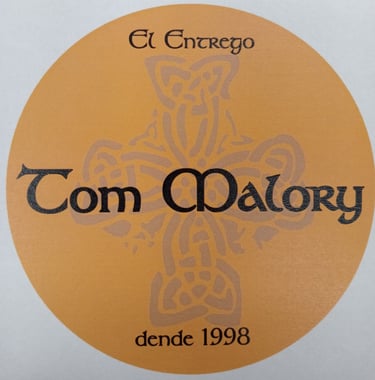 El Entrego
Tom Malory
dende 1998